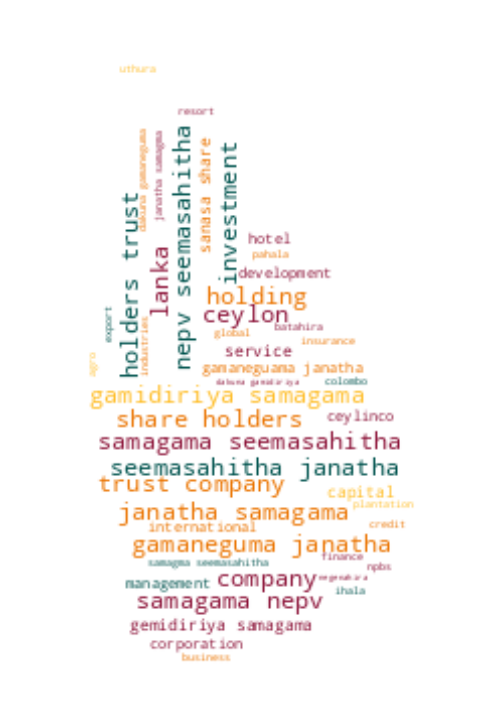 uthura
resort
dakuna gamaneguma
janatha samagma
nepv seemasahitha
sanasa share
investment
holders trust
lanka
hotel
pahala
development
holding
ceylon
export
industries
global
batahira
insurance
service
agro
gamaneguama janatha
dakuna gamidiriya
colombo
gamidiriya samagama
share holders
ceylinco
samagama seemasahitha
seemasahitha janatha
trust company
capital
plantation
janatha samagama
international
credit
gamaneguma janatha
samagma seemasahitha
finance
npbs
management
company
ihala
samagama nepv
gemidiriya samagama
corporation
business